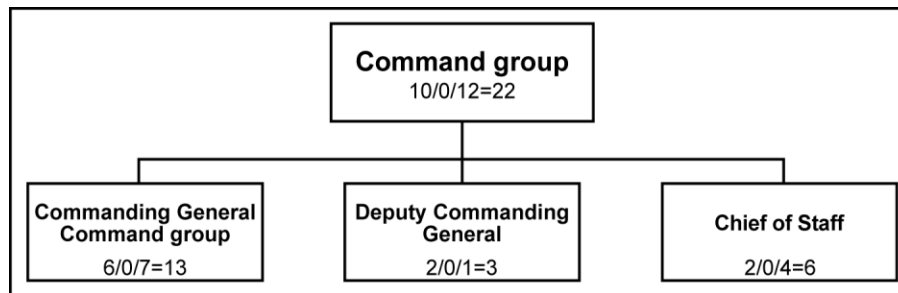 Command group
10/0/12=22
Commanding General
Command group
6/0/7=13
Deputy Commanding
General
2/0/1=3
Chief of Staff
2/0/4=6